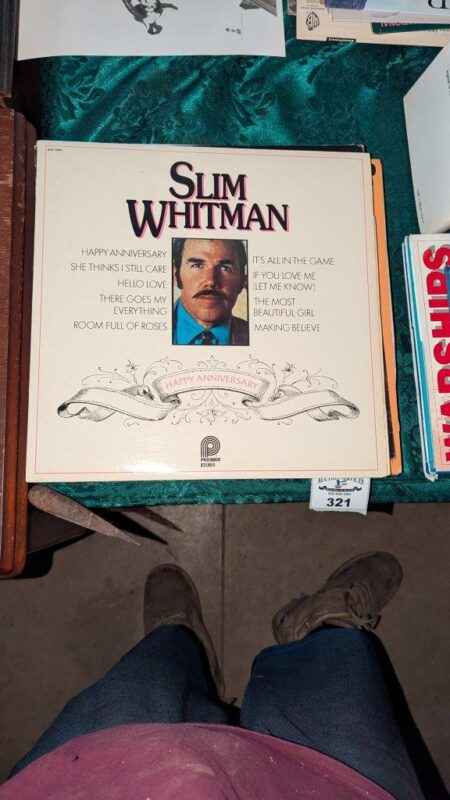 SLIM
WHITMAN
HAPPY ANNIVERSARY
SHE THINKS I STILL CARE
HELLO LOVE
THERE GOES MY
EVERYTHING
ROOM FULL OF ROSES
IT'S ALL IN THE GAME
IF YOU LOVE ME
(LET ME KNOW)
THE MOST
BEAUTIFUL GIRL
MAKING BELIEVE
HAPPY ANNIVERSARY
PICKWICK
STEREO
321
WARSHIPS